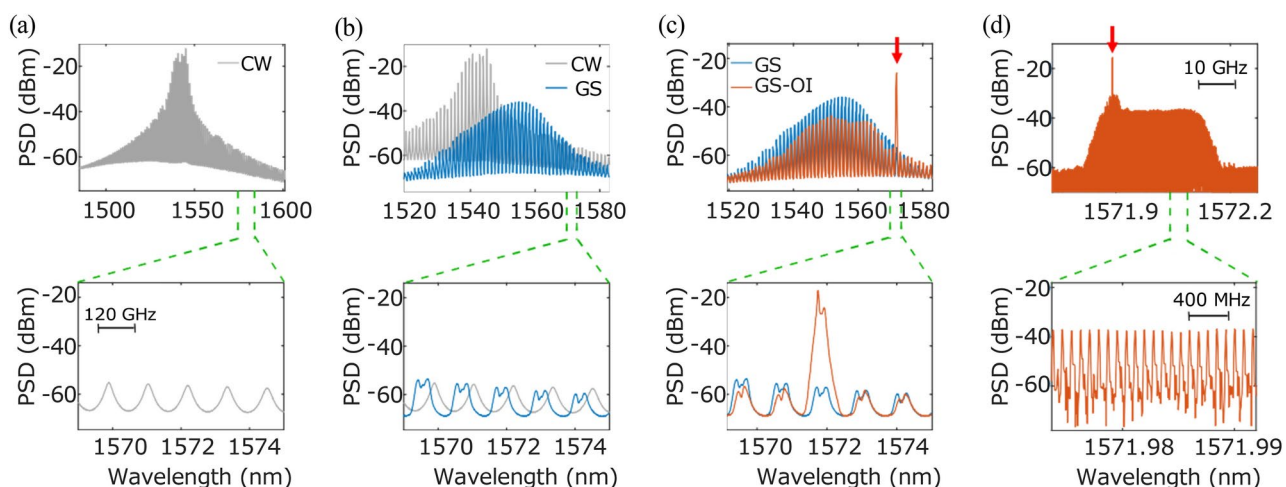 (a)
PSD (dBm)
-20
-40
-60
CW
1500
1550
1600
PSD (dBm)
-20
-40
-60
120 GHz
1570
1572
1574
Wavelength (nm)
(b)
PSD (dBm)
-20
-40
-60
CW
GS
1520
1540
1560
1580
PSD (dBm)
-20
-40
-60
1570
1572
1574
Wavelength (nm)
(c)
PSD (dBm)
-20
-40
-60
GS
GS-OI
1520
1540
1560
1580
PSD (dBm)
-20
-40
-60
1570
1572
1574
Wavelength (nm)
(d)
PSD (dBm)
-20
-40
-60
10 GHz
1571.9
1572.2
PSD (dBm)
-20
-40
-60
400 MHz
1571.98
1571.99
Wavelength (nm)